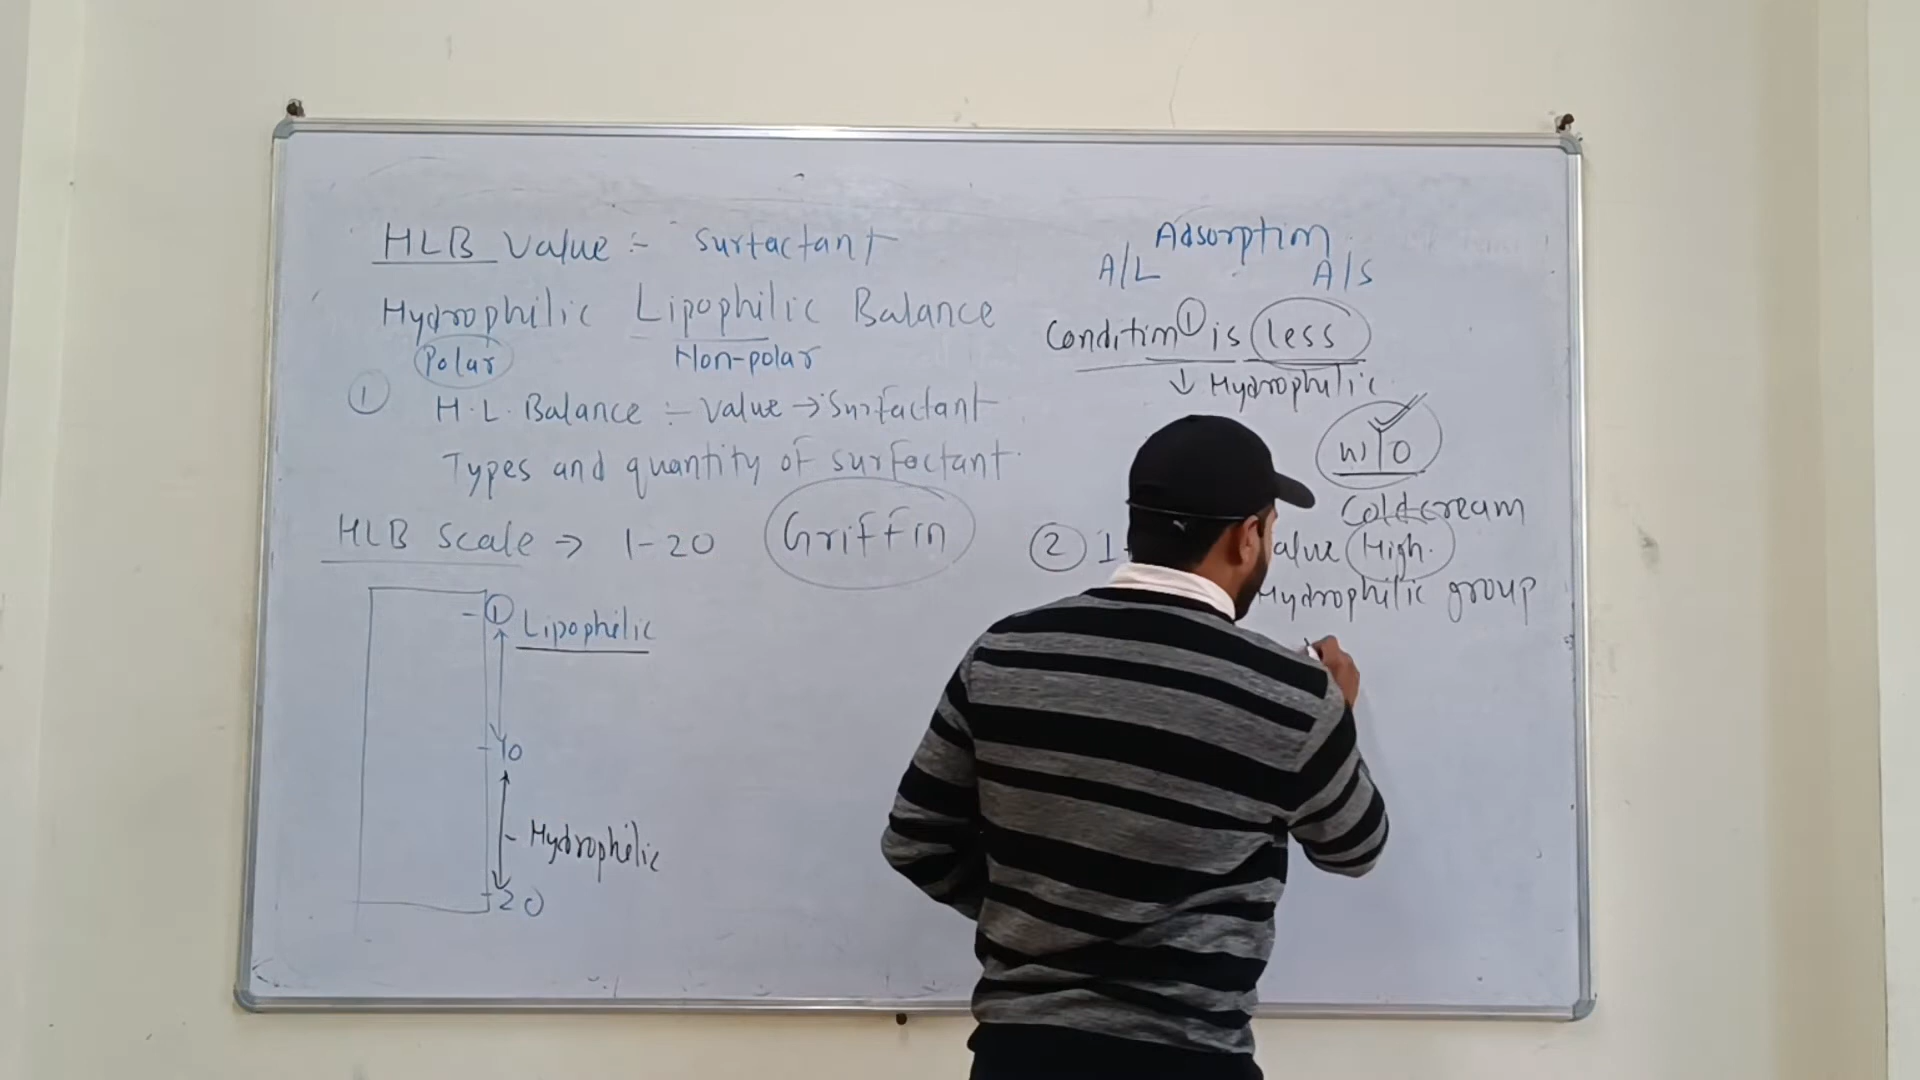 HLB Value :- Surfactant
Hydrophilic Lipophilic Balance
Polar Non-polar
① H.L. Balance :- Value → Surfactant
Types and quantity of surfactant.
HLB Scale → 1-20 Griffin
① Lipophilic
10
- Hydrophilic
20
Adsorption
A/L A/S
Condition ① is less
↓ Hydrophilic
w/o
Cold cream
② High.
Hydrophilic group